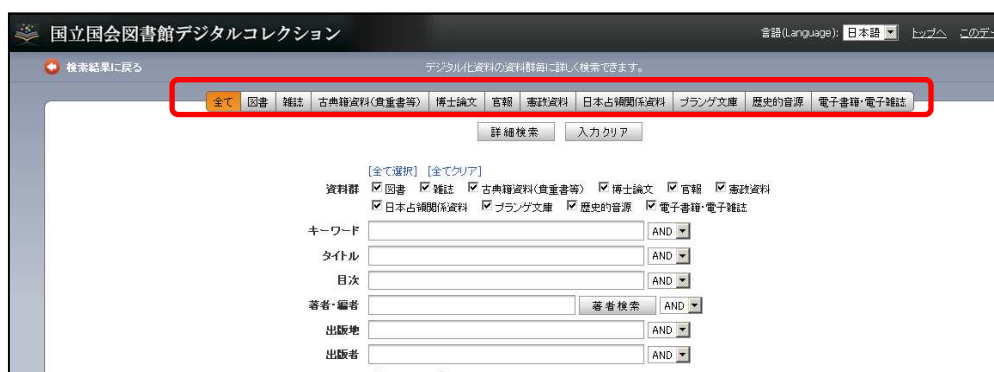 国立国会図書館デジタルコレクション 言語(Language): 日本語 トップへ このデー
検索結果に戻る デジタル化資料の資料群毎に詳しく検索できます。
全て 図書 雑誌 古典籍資料(貴重書等) 博士論文 官報 憲政資料 日本占領関係資料 プランゲ文庫 歴史的音源 電子書籍・電子雑誌
詳細検索 入力クリア
[全て選択] [全てクリア]
資料群 図書 雑誌 古典籍資料(貴重書等) 博士論文 官報 憲政資料
日本占領関係資料 プランゲ文庫 歴史的音源 電子書籍・電子雑誌
キーワード AND
タイトル AND
目次 AND
著者・編者 著者検索 AND
出版地 AND
出版者 AND